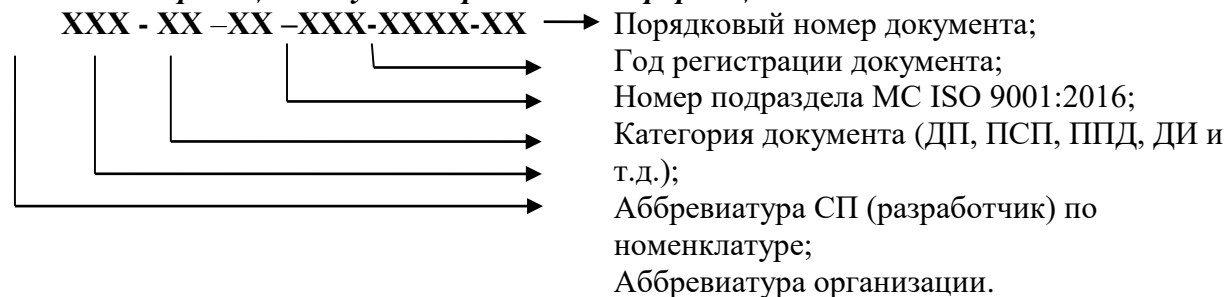 XXX - XX –XX –XXX-XXXX-XX Порядковый номер документа;
Год регистрации документа;
Номер подраздела МС ISO 9001:2016;
Категория документа (ДП, ПСП, ППД, ДИ и
т.д.);
Аббревиатура СП (разработчик) по
номенклатуре;
Аббревиатура организации.